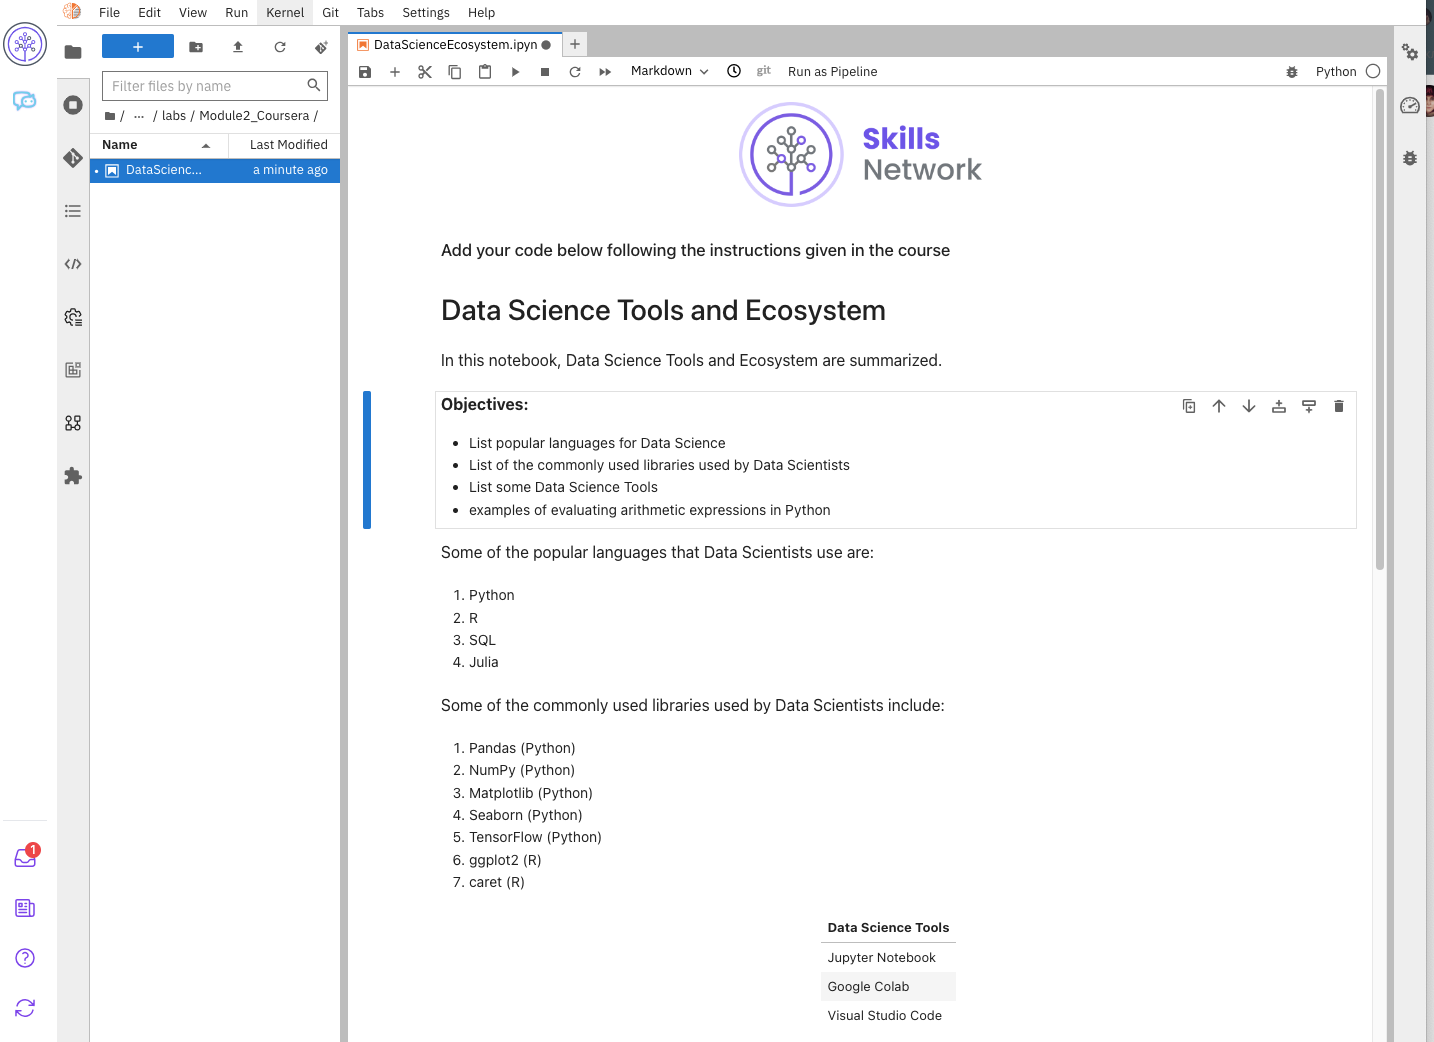 File Edit View Run Kernel Git Tabs Settings Help
DataScienceEcosystem.ipyn
Filter files by name
Markdown
git
Run as Pipeline
Python
/ ... / labs / Module2_Coursera /
Name
Last Modified
DataScienc...
a minute ago
Skills
Network
Add your code below following the instructions given in the course
Data Science Tools and Ecosystem
In this notebook, Data Science Tools and Ecosystem are summarized.
Objectives:
• List popular languages for Data Science
• List of the commonly used libraries used by Data Scientists
• List some Data Science Tools
• examples of evaluating arithmetic expressions in Python
Some of the popular languages that Data Scientists use are:
1. Python
2. R
3. SQL
4. Julia
Some of the commonly used libraries used by Data Scientists include:
1. Pandas (Python)
2. NumPy (Python)
3. Matplotlib (Python)
4. Seaborn (Python)
5. TensorFlow (Python)
6. ggplot2 (R)
7. caret (R)
Data Science Tools
Jupyter Notebook
Google Colab
Visual Studio Code
1